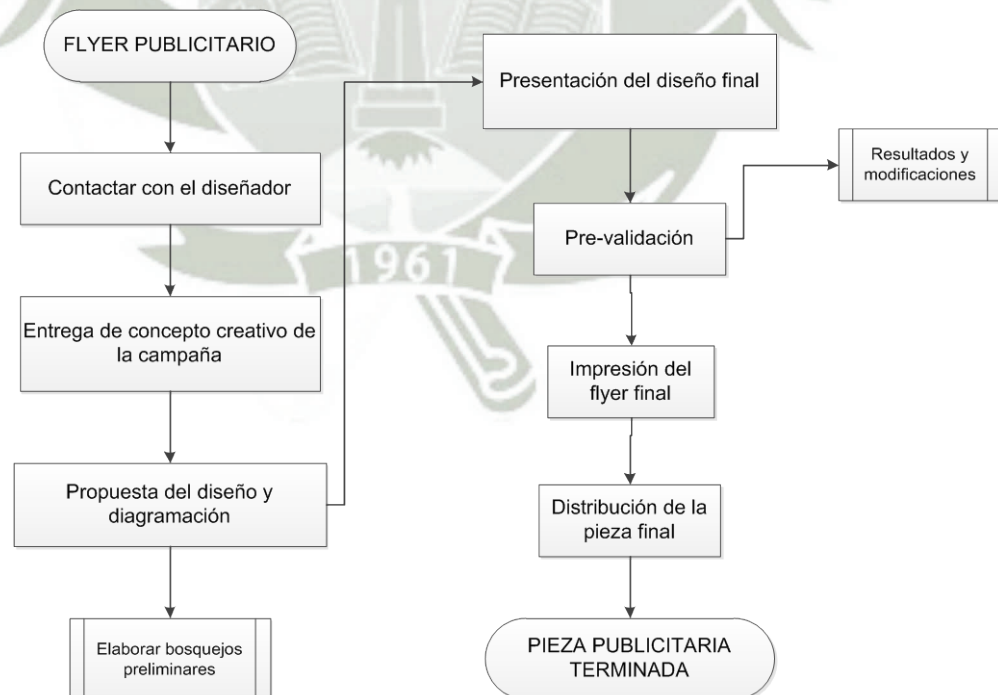 FLYER PUBLICITARIO
Contactar con el diseñador
Entrega de concepto creativo de
la campaña
Propuesta del diseño y
diagramación
Elaborar bosquejos
preliminares
Presentación del diseño final
Pre-validación
Resultados y
modificaciones
Impresión del
flyer final
Distribución de la
pieza final
PIEZA PUBLICITARIA
TERMINADA
1961